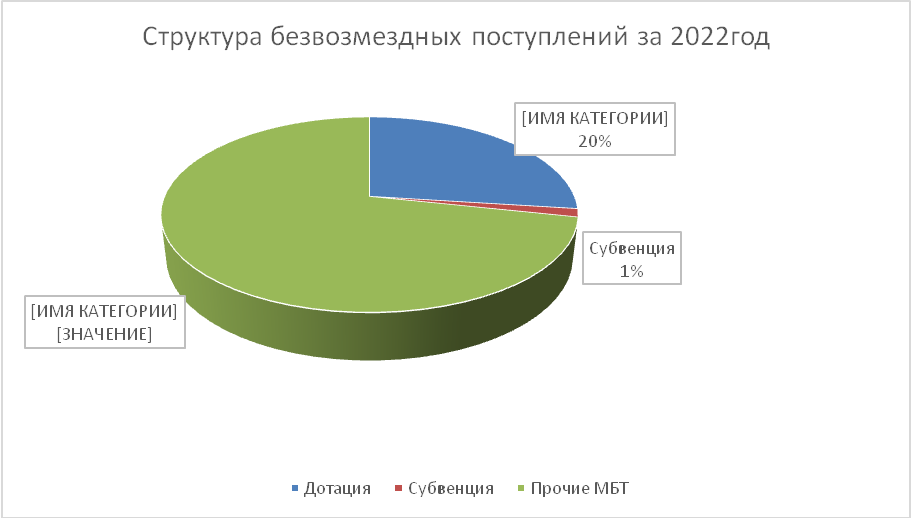 Структура безвозмездных поступлений за 2022год
[ИМЯ КАТЕГОРИИ]
20%
Субвенция
1%
[ИМЯ КАТЕГОРИИ]
[ЗНАЧЕНИЕ]
Дотация Субвенция Прочие МБТ